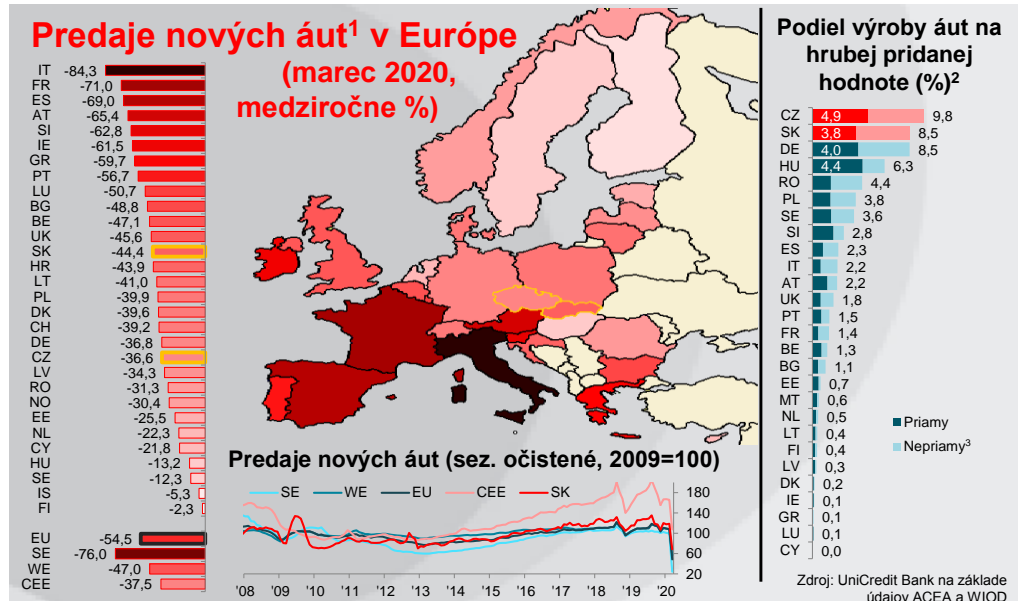 Predaje nových áut¹ v Európe
(marec 2020,
medziročne %)
IT -84,3
FR -71,0
ES -69,0
AT -65,4
SI -62,8
IE -61,5
GR -59,7
PT -56,7
LU -50,7
BG -48,8
BE -47,1
UK -45,6
SK -44,4
HR -43,9
LT -41,0
PL -39,9
DK -39,6
CH -39,2
DE -36,8
CZ -36,6
LV -34,3
RO -31,3
NO -30,4
EE -25,5
NL -22,3
CY -21,8
HU -13,2
SE -12,3
IS -5,3
FI -2,3
EU -54,5
SE -76,0
WE -47,0
CEE -37,5
Predaje nových áut (sez. očistené, 2009=100)
SE WE EU CEE SK
180
140
100
60
20
'08 '09 '10 '11 '12 '13 '14 '15 '16 '17 '18 '19 '20
Podiel výroby áut na
hrubej pridanej
hodnote (%)²
CZ 4,9 9,8
SK 3,8 8,5
DE 4,0 8,5
HU 4,4 6,3
RO 4,4
PL 3,8
SE 3,6
SI 2,8
ES 2,3
IT 2,2
AT 2,2
UK 1,8
PT 1,5
FR 1,4
BE 1,3
BG 1,1
EE 0,7
MT 0,6
NL 0,5
LT 0,4
FI 0,4
LV 0,3
DK 0,2
IE 0,1
GR 0,1
LU 0,1
CY 0,0
Priamy
Nepriamy³
Zdroj: UniCredit Bank na základe
údajov ACEA a WIOD